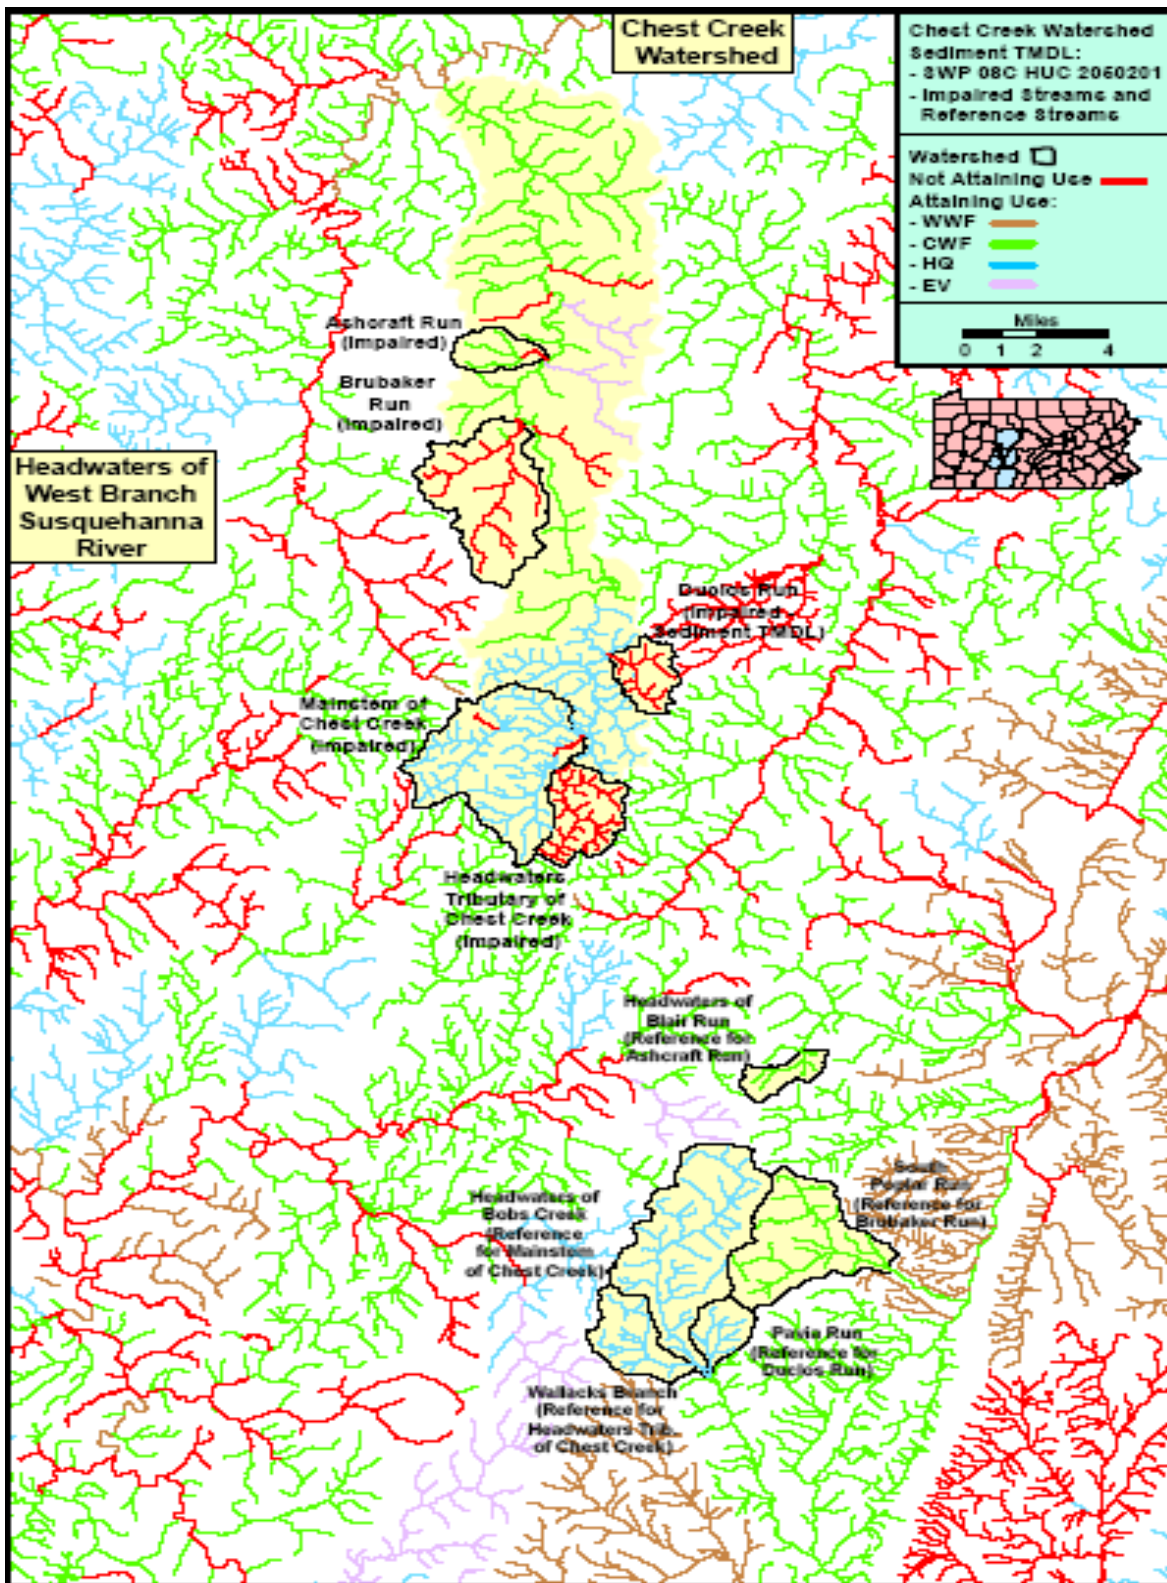 Chest Creek
Watershed
Chest Creek Watershed
Sediment TMDL:
- SWP 08C HUC 2050201
- Impaired Streams and
Reference Streams
Watershed
Not Attaining Use
Attaining Use:
- WWF
- CWF
- HQ
- EV
Miles
0 1 2 4
Ashcraft Run
(Impaired)
Brubaker
Run
(Impaired)
Headwaters of
West Branch
Susquehanna
River
Duclos Run
(Impaired -
Sediment TMDL)
Mainstem of
Chest Creek
(Impaired)
Headwaters
Tributary of
Chest Creek
(Impaired)
Headwaters of
Blair Run
(Reference for
Ashcraft Run)
South
Poplar Run
(Reference for
Brubaker Run)
Headwaters of
Bobs Creek
(Reference
for Mainstem
of Chest Creek)
Pavia Run
(Reference for
Duclos Run)
Wallacks Branch
(Reference for
Headwaters Trib.
of Chest Creek)